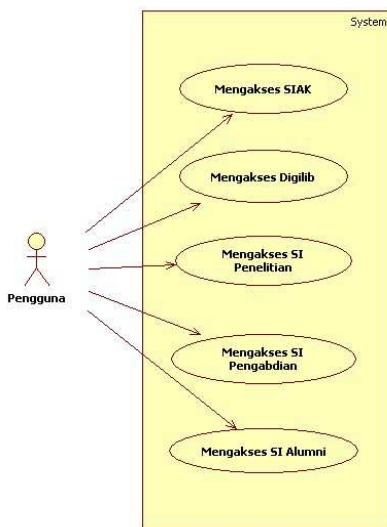 System
Mengakses SIAK
Mengakses Digilib
Mengakses SI
Penelitian
Pengguna
Mengakses SI
Pengabdian
Mengakses SI Alumni